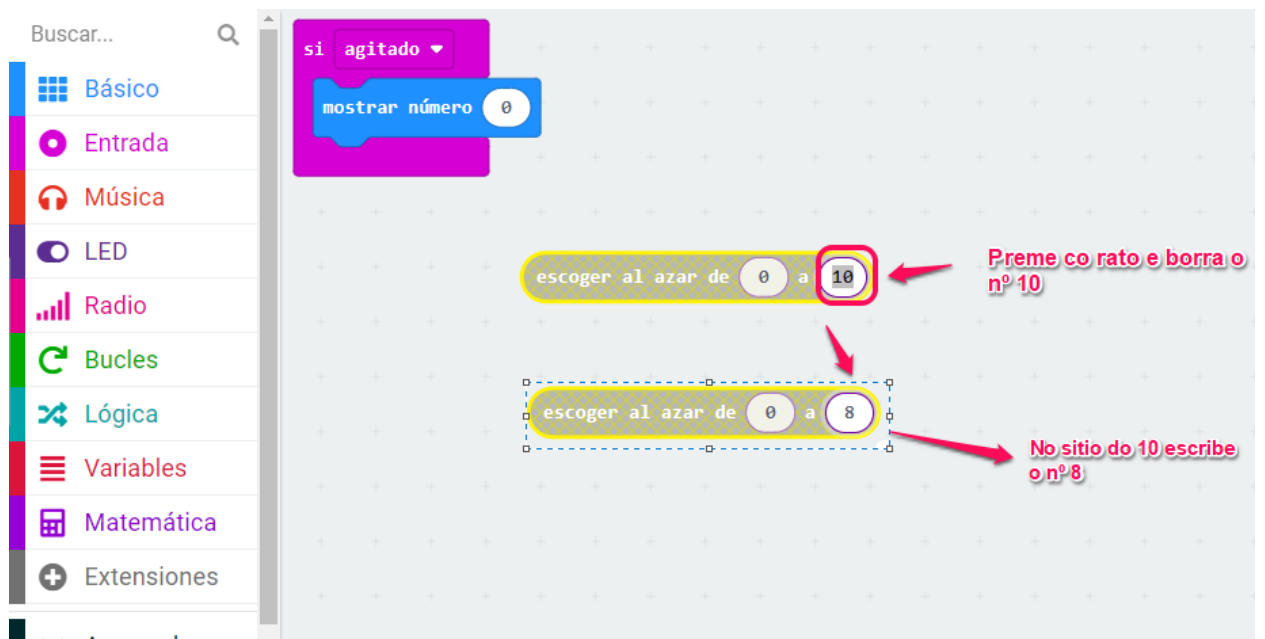 Buscar...
Básico
Entrada
Música
LED
Radio
Bucles
Lógica
Variables
Matemática
Extensiones
si agitado
mostrar número 0
escoger al azar de 0 a 10
Preme co rato e borra o
nº 10
escoger al azar de 0 a 8
No sitio do 10 escribe
o nº 8